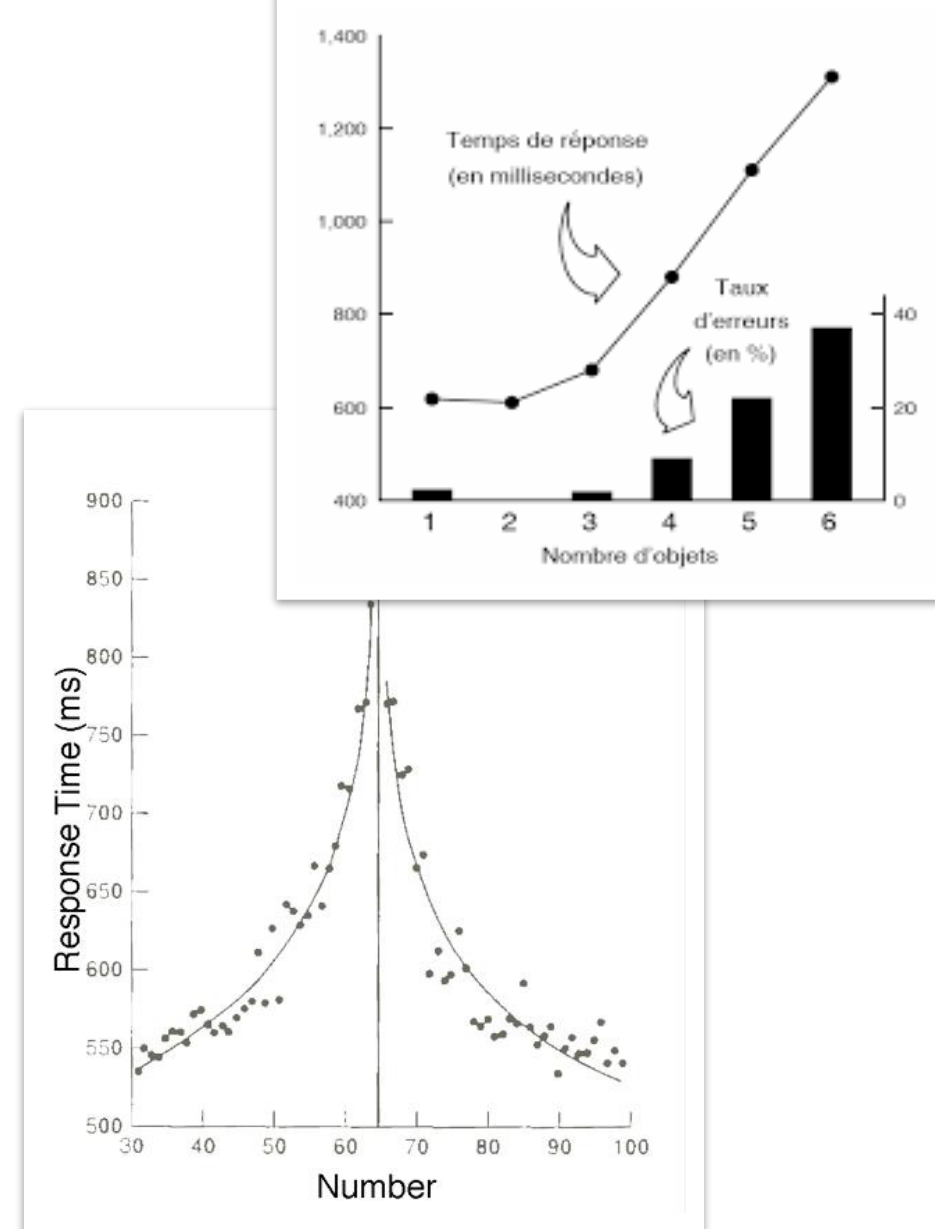 1,400
1,200
1,000
800
600
400
Temps de réponse
(en millisecondes)
Taux
d'erreurs
(en %)
40
20
0
1 2 3 4 5 6
Nombre d'objets
900
850
800
750
700
650
600
550
500
Response Time (ms)
30 40 50 60 70 80 90 100
Number